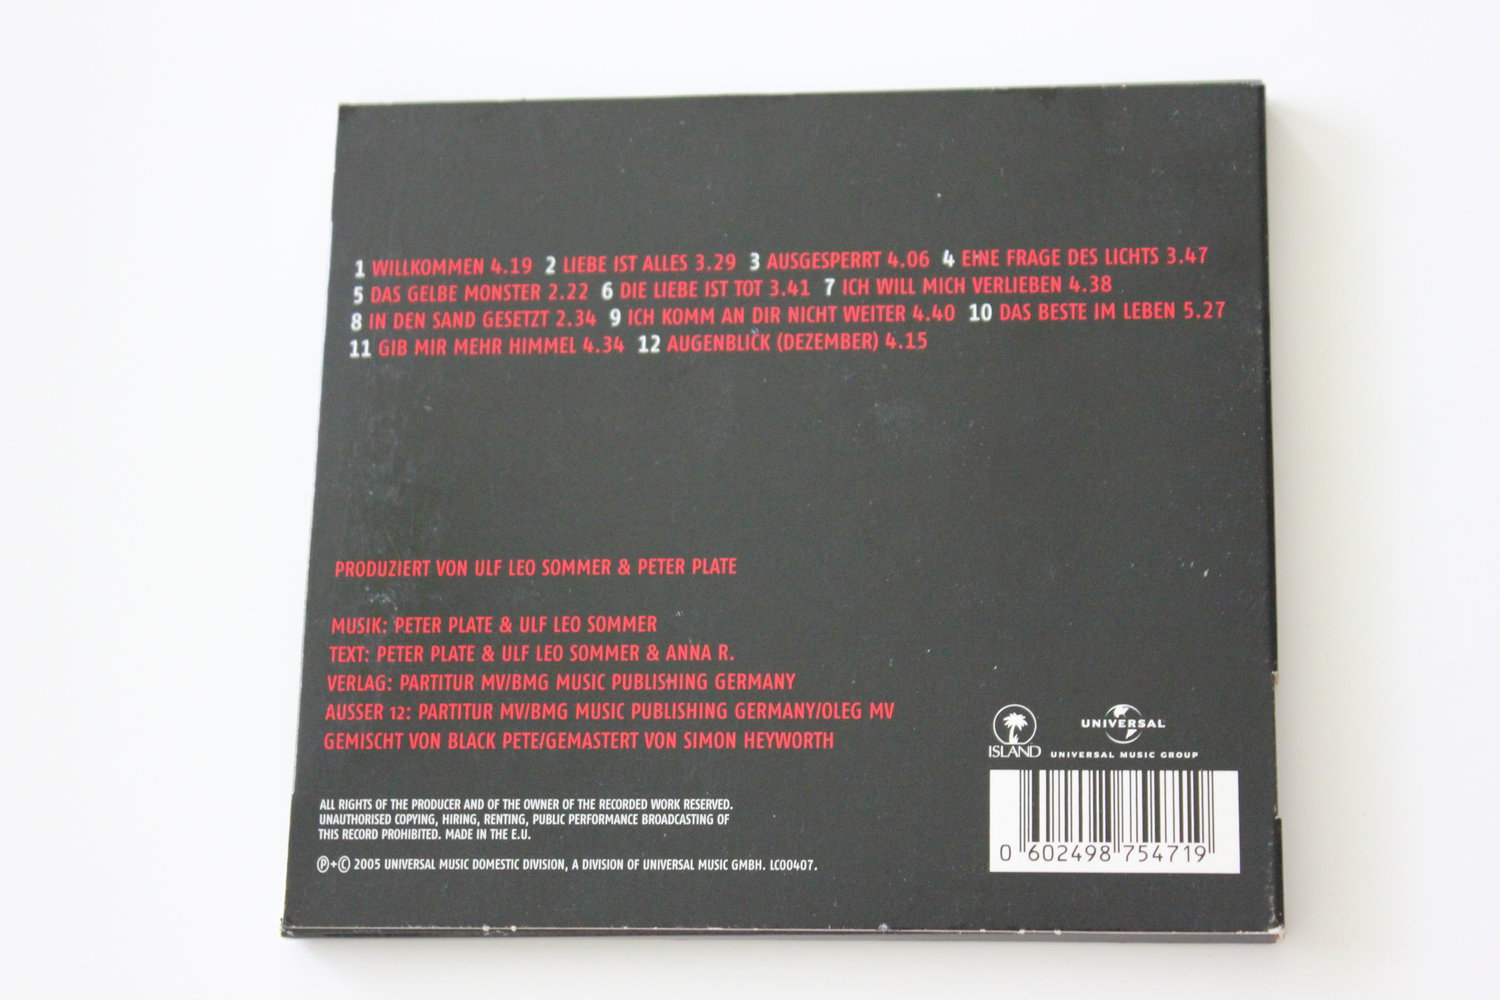 1 WILLKOMMEN 4.19 2 LIEBE IST ALLES 3.29 3 AUSGESPERRT 4.06 4 EINE FRAGE DES LICHTS 3.47
5 DAS GELBE MONSTER 2.22 6 DIE LIEBE IST TOT 3.41 7 ICH WILL MICH VERLIEBEN 4.38
8 IN DEN SAND GESETZT 2.34 9 ICH KOMM AN DIR NICHT WEITER 4.40 10 DAS BESTE IM LEBEN 5.27
11 GIB MIR MEHR HIMMEL 4.34 12 AUGENBLICK (DEZEMBER) 4.15
PRODUZIERT VON ULF LEO SOMMER & PETER PLATE
MUSIK: PETER PLATE & ULF LEO SOMMER
TEXT: PETER PLATE & ULF LEO SOMMER & ANNA R.
VERLAG: PARTITUR MV/BMG MUSIC PUBLISHING GERMANY
AUSSER 12: PARTITUR MV/BMG MUSIC PUBLISHING GERMANY/OLEG MV
GEMISCHT VON BLACK PETE/GEMASTERT VON SIMON HEYWORTH
ALL RIGHTS OF THE PRODUCER AND OF THE OWNER OF THE RECORDED WORK RESERVED.
UNAUTHORISED COPYING, HIRING, RENTING, PUBLIC PERFORMANCE BROADCASTING OF
THIS RECORD PROHIBITED. MADE IN THE E.U.
Ⓟ+© 2005 UNIVERSAL MUSIC DOMESTIC DIVISION, A DIVISION OF UNIVERSAL MUSIC GMBH. LC00407.
ISLAND
UNIVERSAL
UNIVERSAL MUSIC GROUP
0 602498 754719